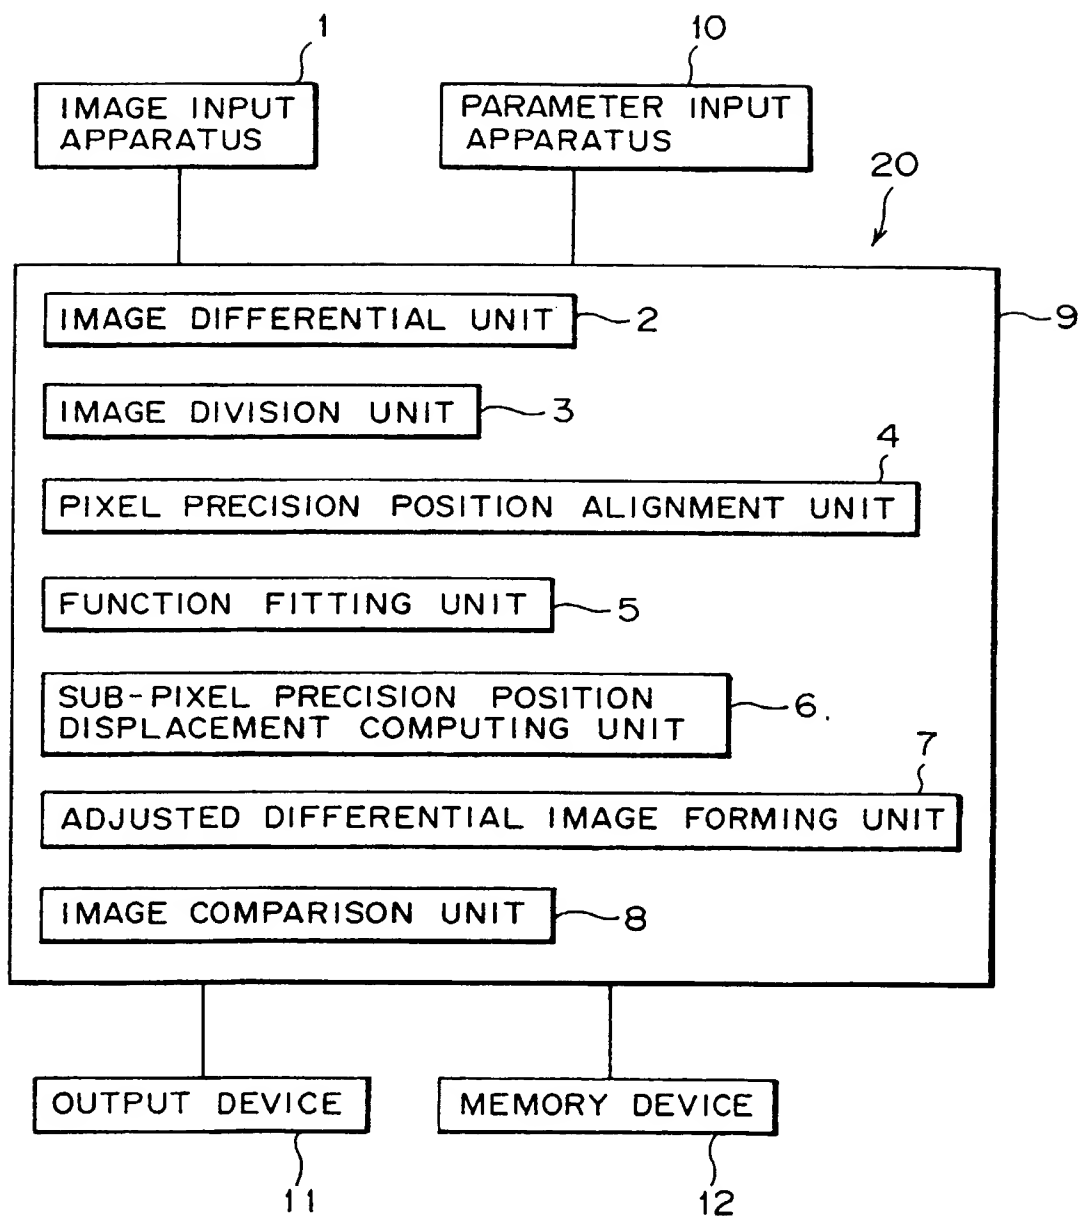 1
10
IMAGE INPUT
APPARATUS
PARAMETER INPUT
APPARATUS
20
IMAGE DIFFERENTIAL UNIT
2
9
IMAGE DIVISION UNIT
3
4
PIXEL PRECISION POSITION ALIGNMENT UNIT
FUNCTION FITTING UNIT
5
SUB-PIXEL PRECISION POSITION
DISPLACEMENT COMPUTING UNIT
6.
7
ADJUSTED DIFFERENTIAL IMAGE FORMING UNIT
IMAGE COMPARISON UNIT
8
OUTPUT DEVICE
MEMORY DEVICE
11
12